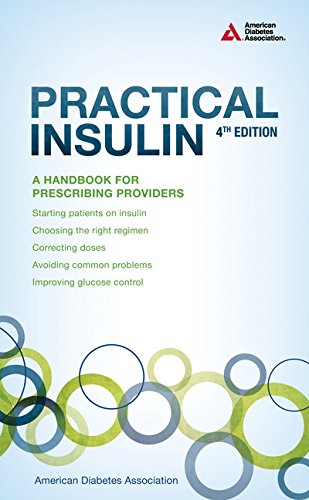 American
Diabetes
Association®
PRACTICAL
INSULIN 4TH EDITION
A HANDBOOK FOR
PRESCRIBING PROVIDERS
Starting patients on insulin
Choosing the right regimen
Correcting doses
Avoiding common problems
Improving glucose control
American Diabetes Association